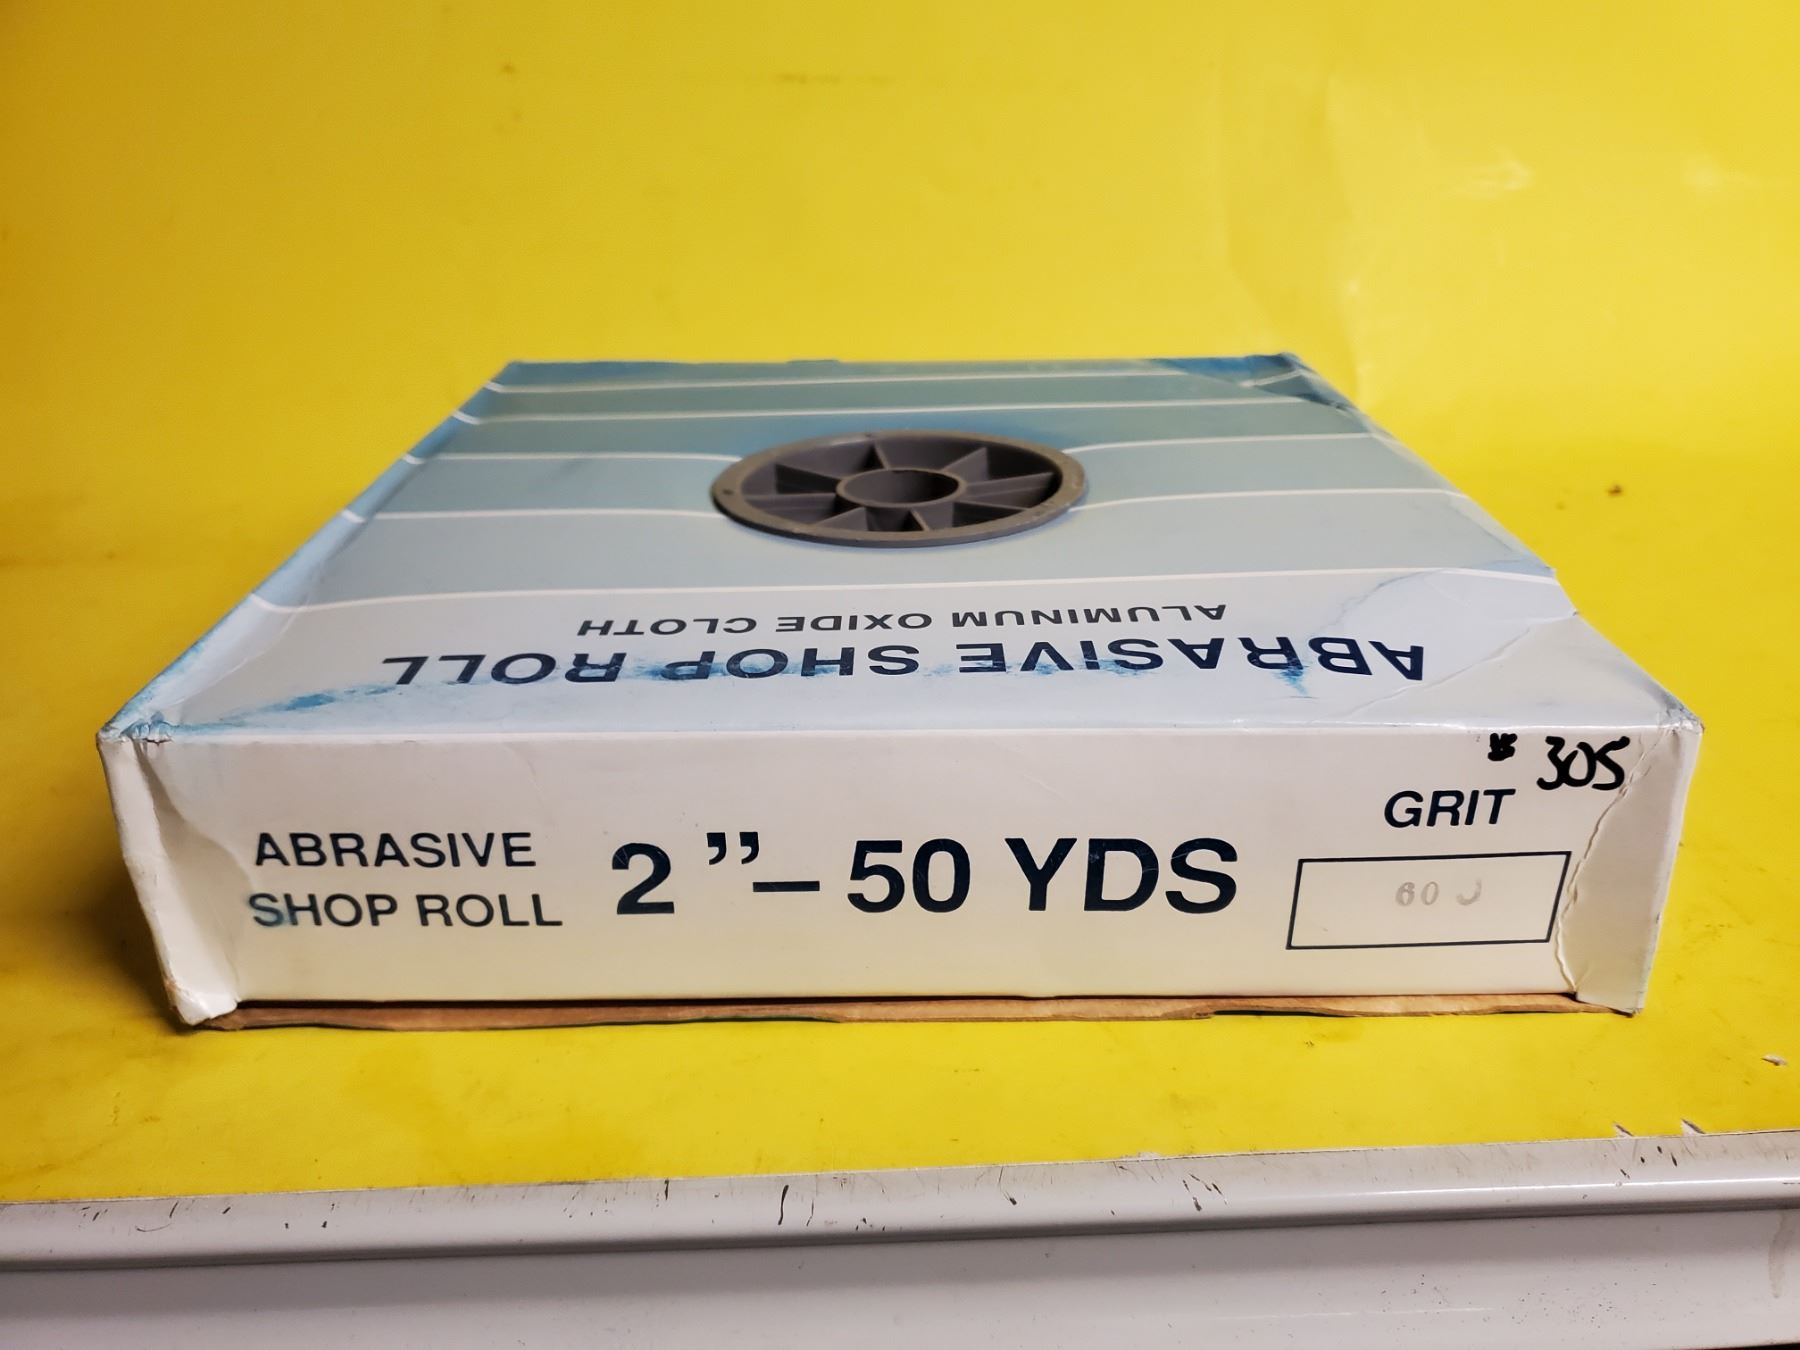 ABRASIVE SHOP ROLL
ALUMINUM OXIDE CLOTH
305
ABRASIVE
SHOP ROLL
2” – 50 YDS
GRIT
60 J